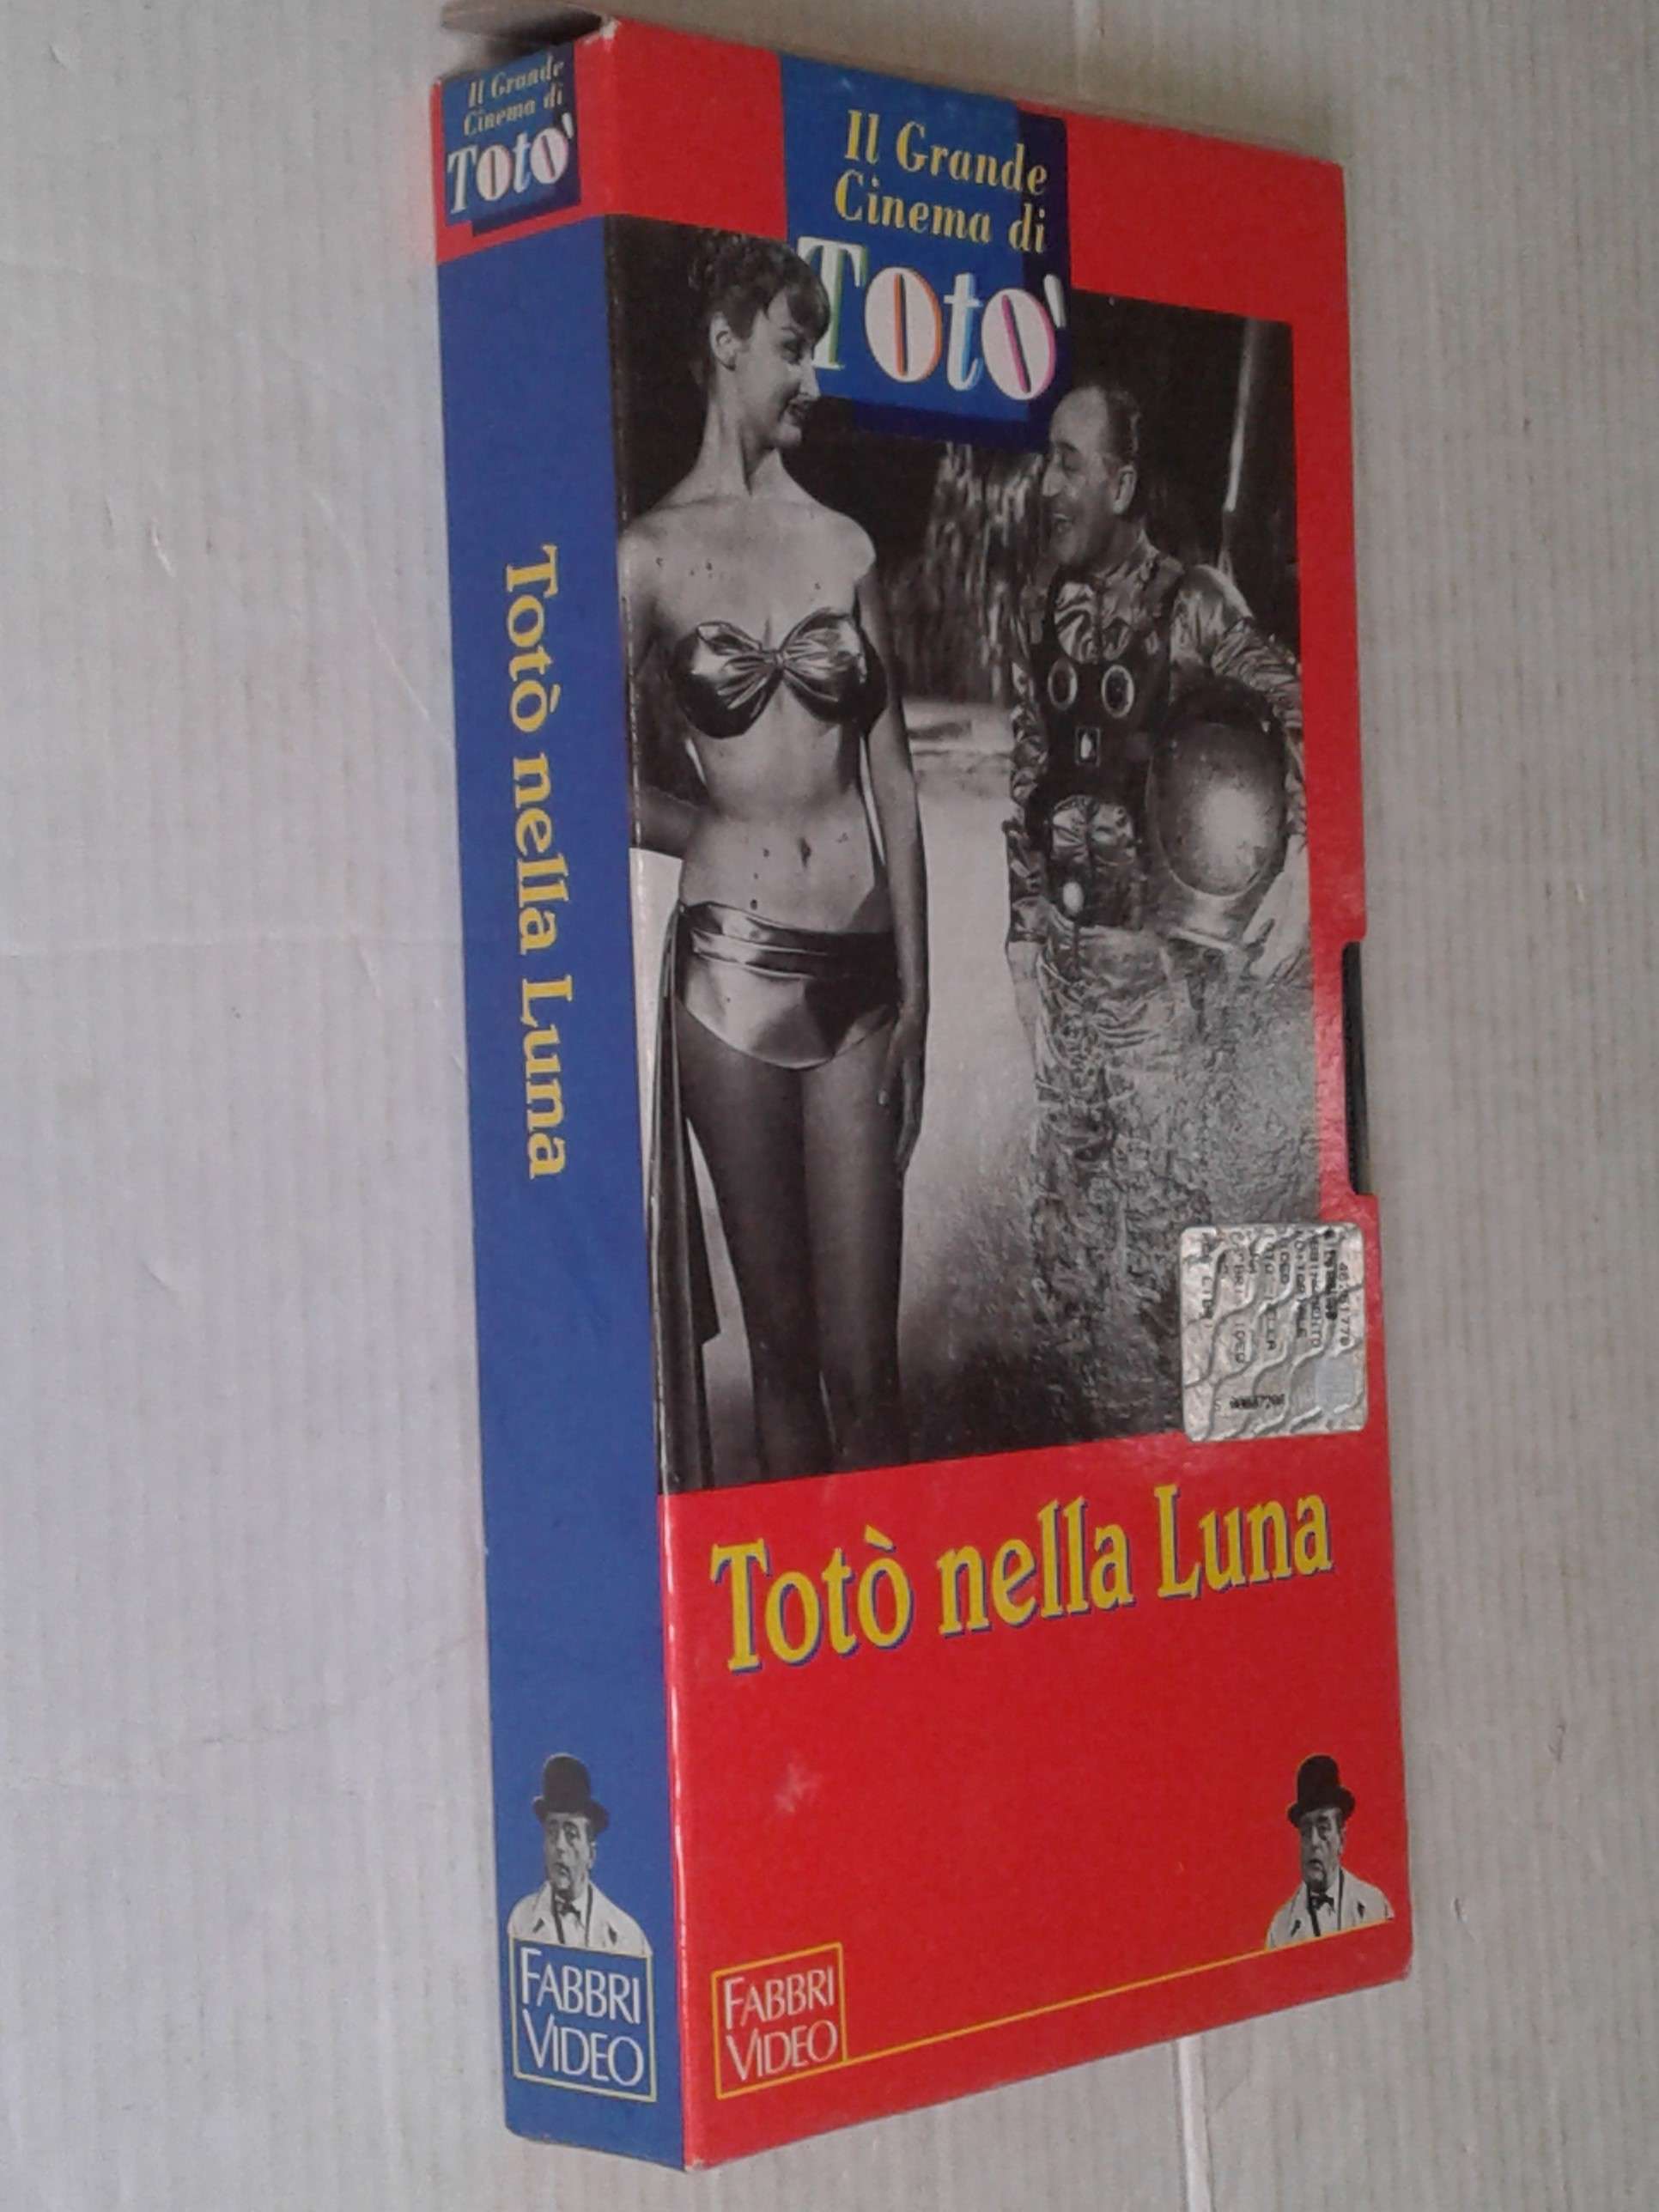 Il Grande
Cinema di
Totò
Totò nella Luna
FABBRI
VIDEO
Il Grande
Cinema di
Totò
Totò nella Luna
FABBRI
VIDEO